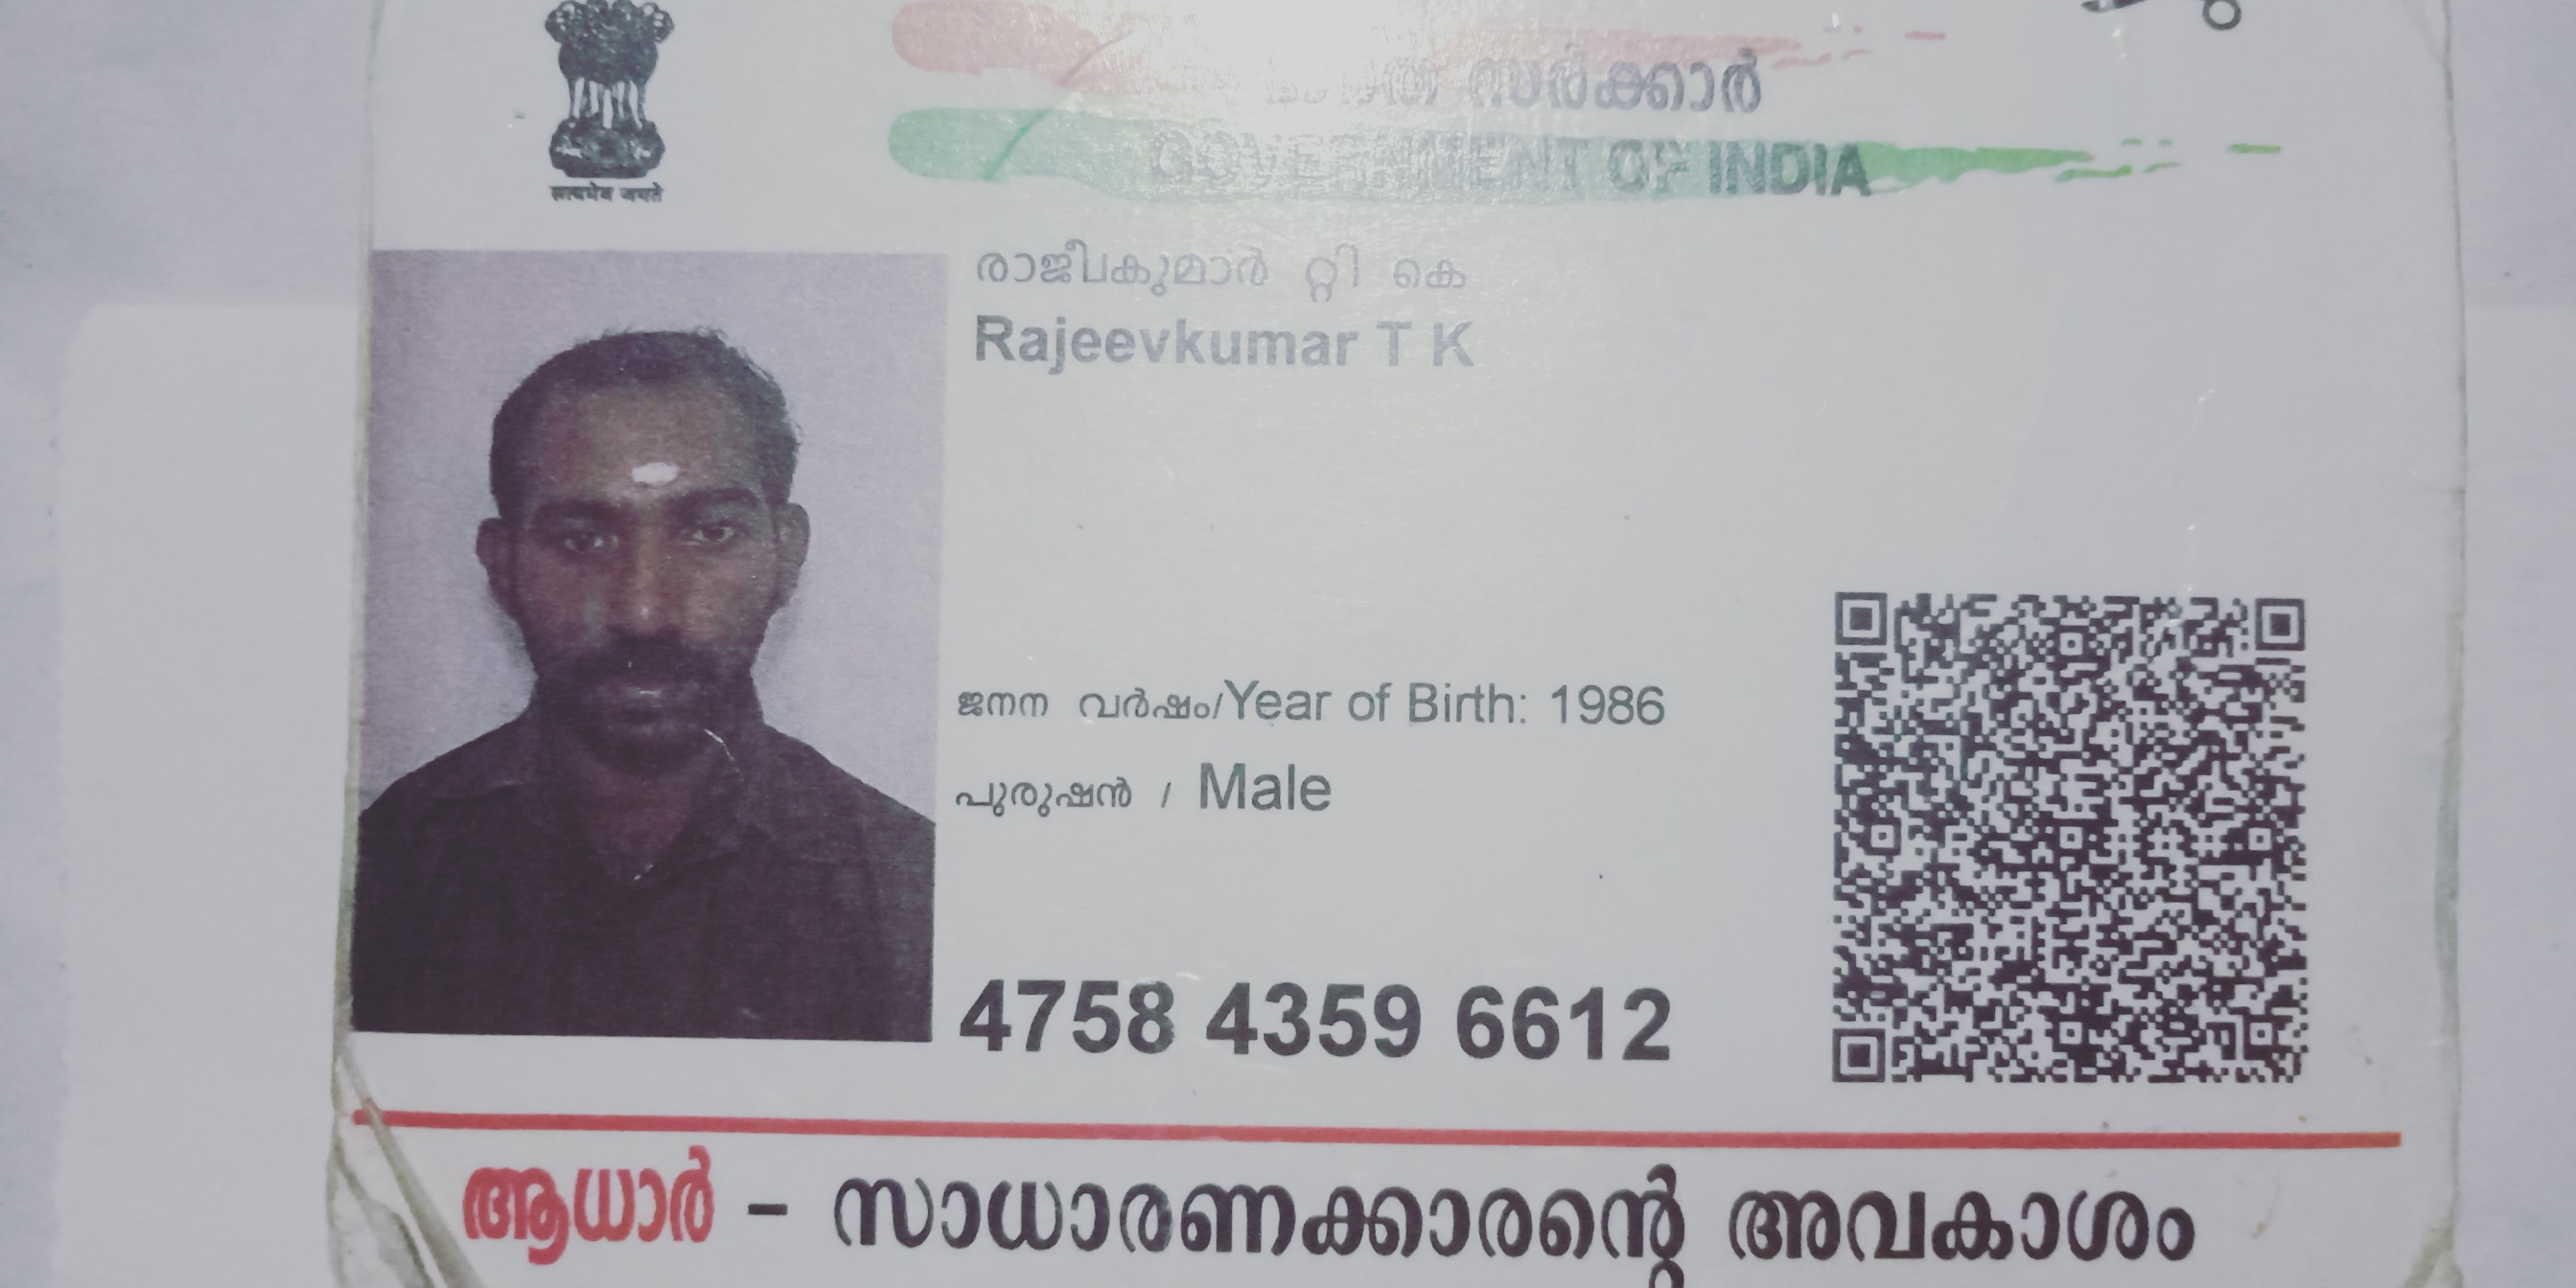 सत्यमेव जयते
സർക്കാർ
GOVERNMENT OF INDIA
രാജീവകുമാർ റ്റി കെ
Rajeevkumar T K
ജനന വർഷം/Year of Birth: 1986
പുരുഷൻ / Male
4758 4359 6612
ആധാർ - സാധാരണക്കാരന്റെ അവകാശം